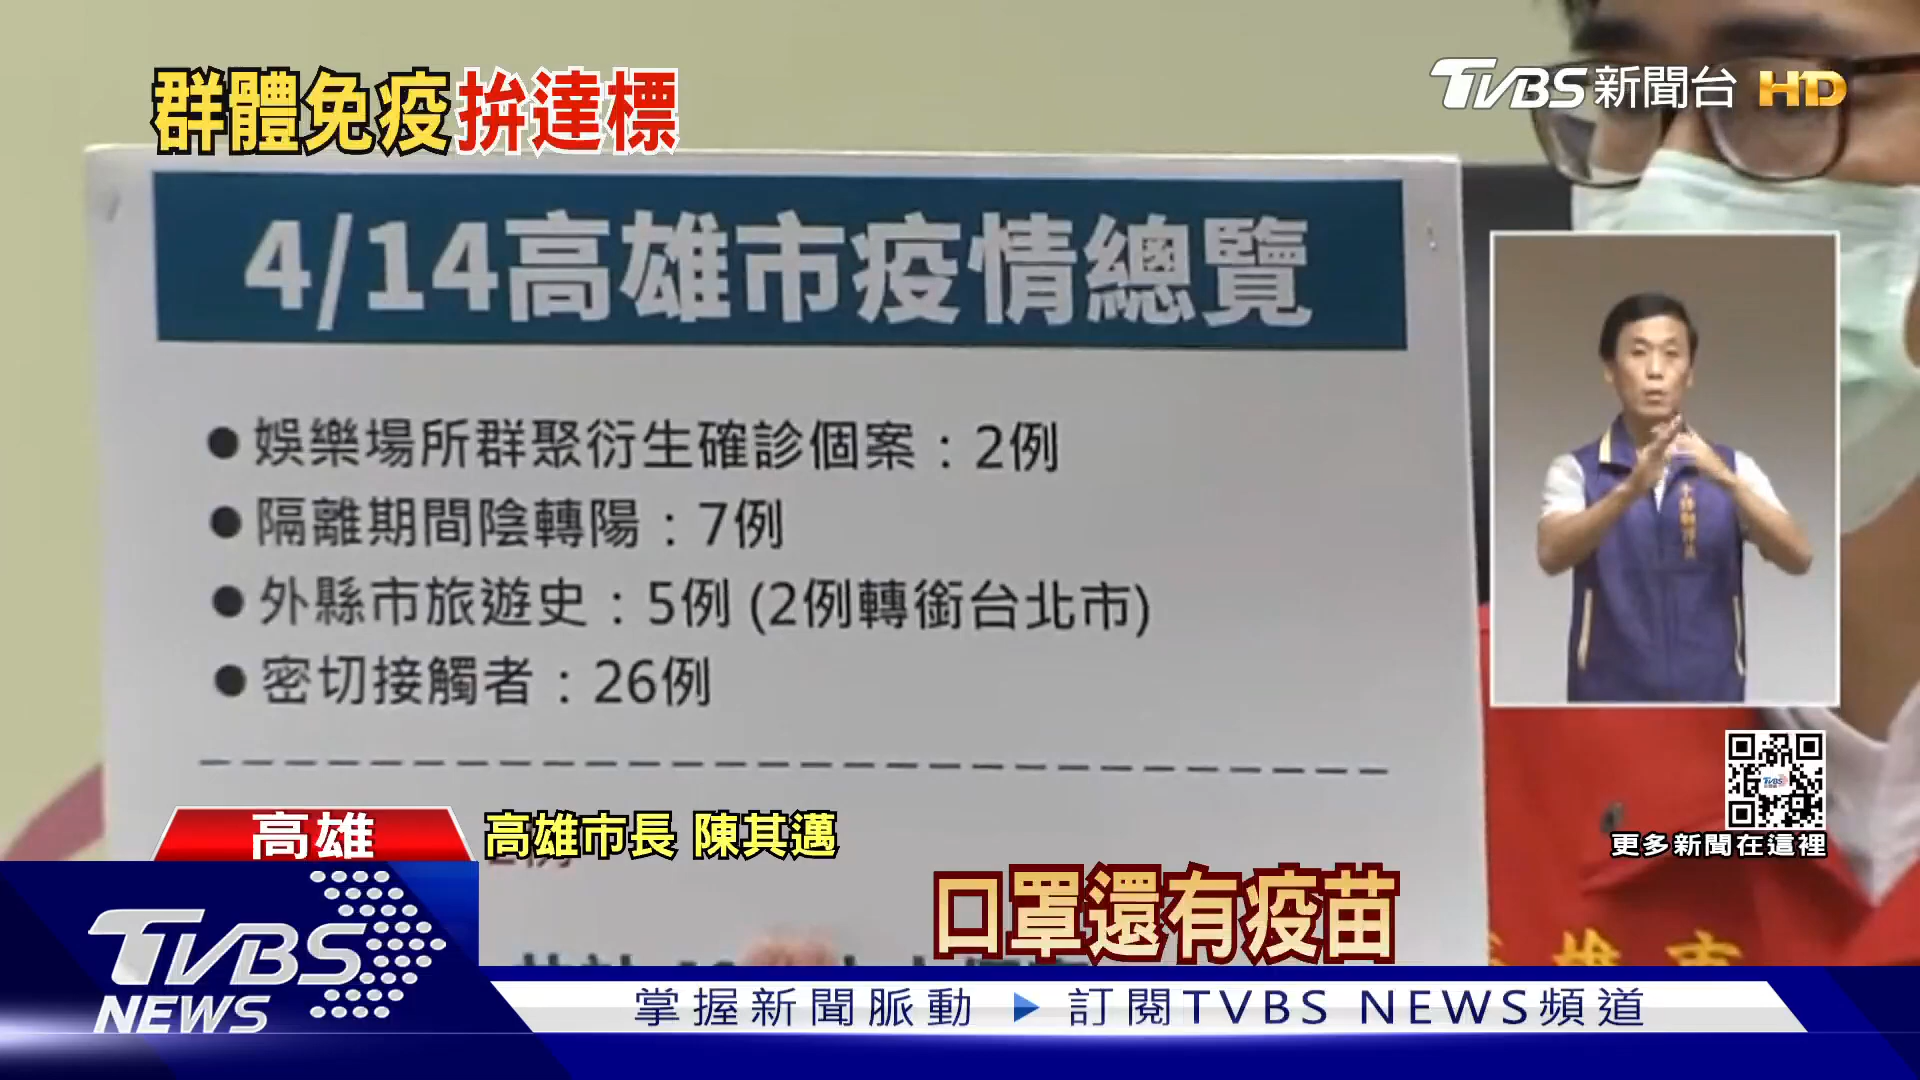 群體免疫拚達標
TVBS新聞台 HD
4/14高雄市疫情總覽
●娛樂場所群聚衍生確診個案：2例
●隔離期間陰轉陽：7例
●外縣市旅遊史：5例 (2例轉銜台北市)
●密切接觸者：26例
更多新聞在這裡
高雄
高雄市長 陳其邁
口罩還有疫苗
TVBS
NEWS
掌握新聞脈動 ▶ 訂閱TVBS NEWS頻道